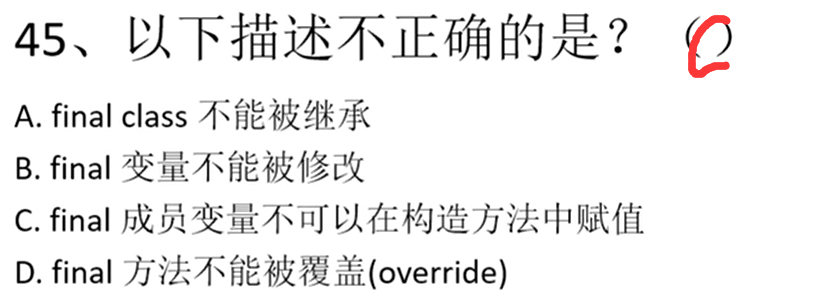 45、以下描述不正确的是？（C）
A. final class 不能被继承
B. final 变量不能被修改
C. final 成员变量不可以在构造方法中赋值
D. final 方法不能被覆盖(override)